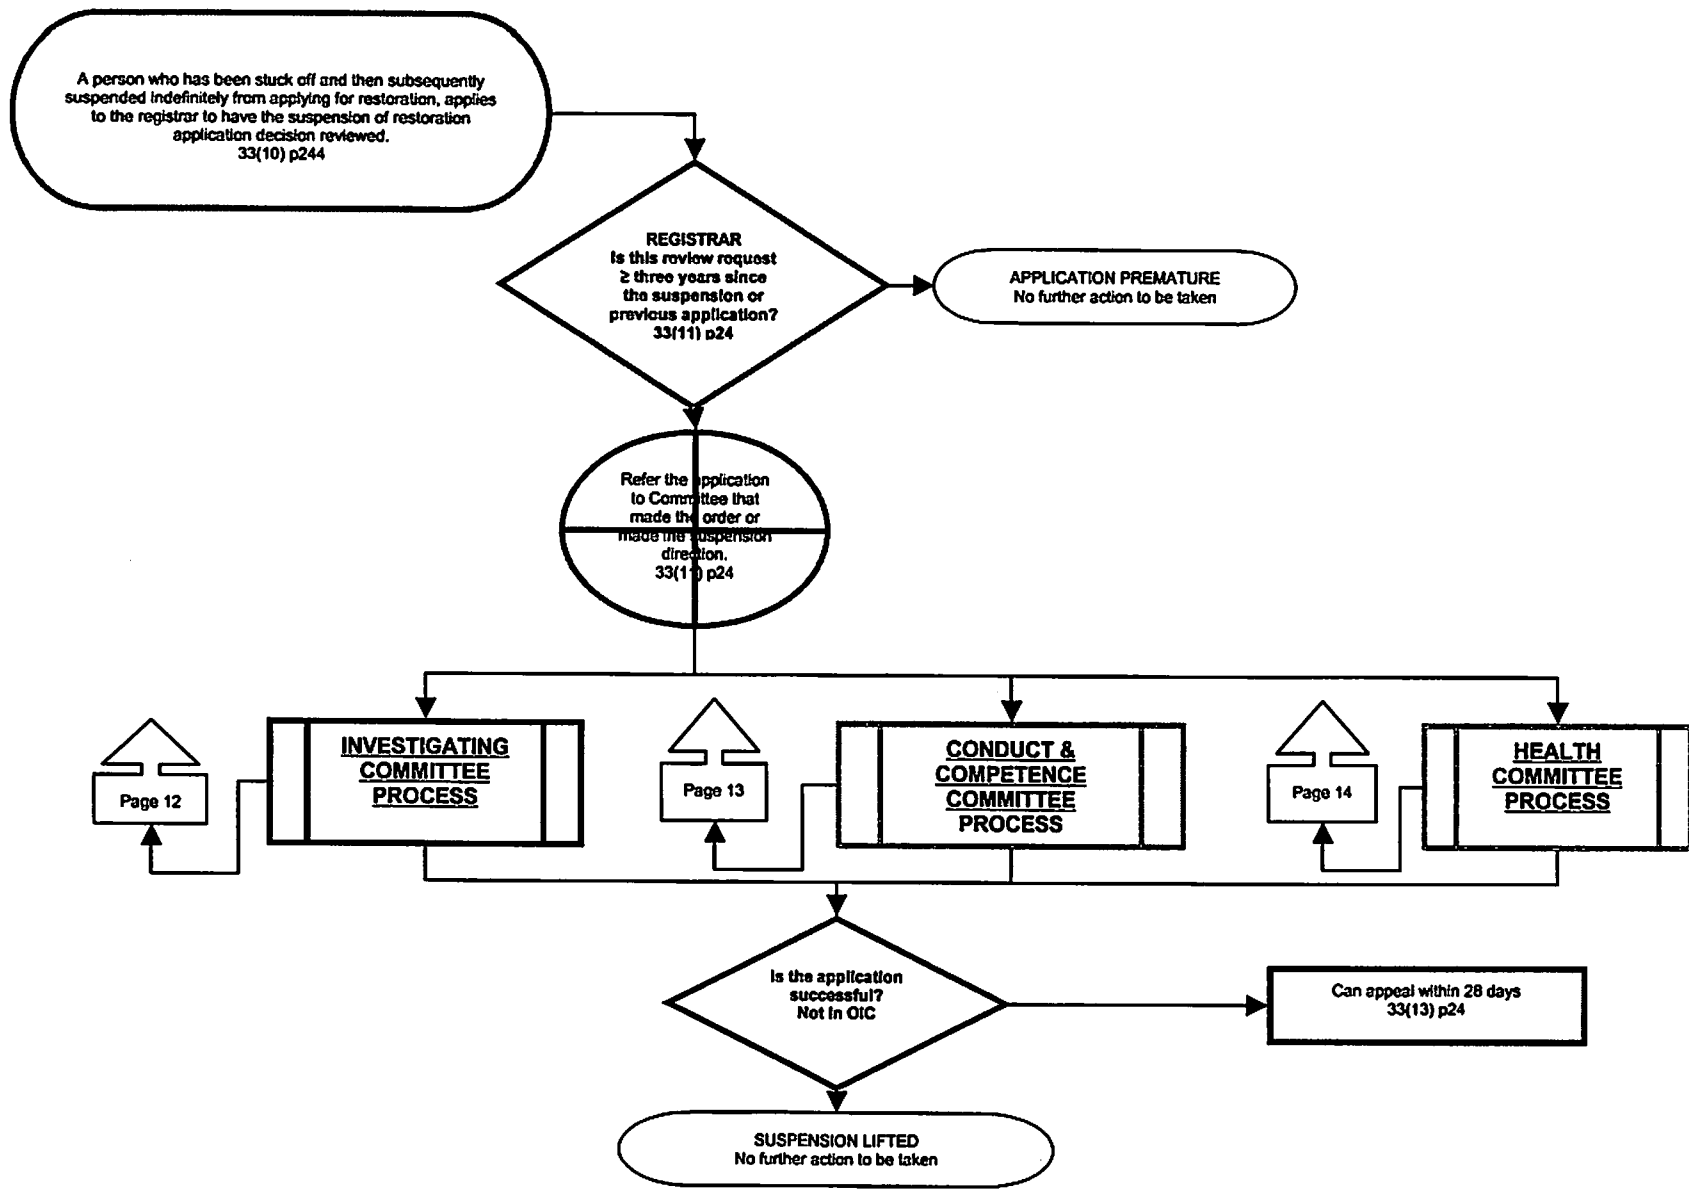 A person who has been stuck off and then subsequently
suspended indefinitely from applying for restoration, applies
to the registrar to have the suspension of restoration
application decision reviewed.
33(10) p244
REGISTRAR
Is this review request
≥ three years since
the suspension or
previous application?
33(11) p24
APPLICATION PREMATURE
No further action to be taken
Refer the application
to Committee that
made the order or
made the suspension
direction.
33(11) p24
Page 12
INVESTIGATING
COMMITTEE
PROCESS
Page 13
CONDUCT &
COMPETENCE
COMMITTEE
PROCESS
Page 14
HEALTH
COMMITTEE
PROCESS
Is the application
successful?
Not in OIC
Can appeal within 28 days
33(13) p24
SUSPENSION LIFTED
No further action to be taken